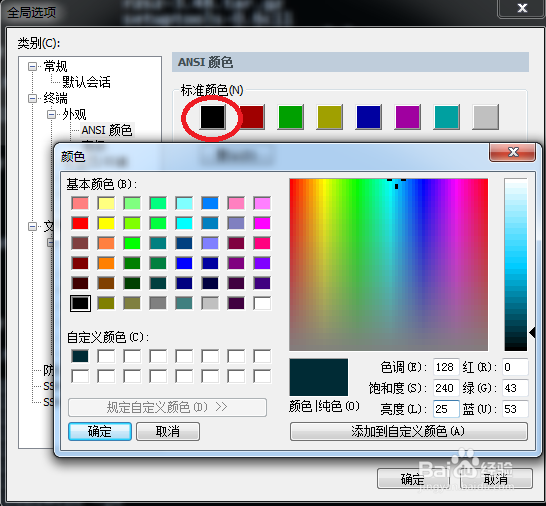 全局选项
类别(C):
常规
默认会话
终端
外观
ANSI 颜色
ANSI 颜色
标准颜色(N)
颜色
基本颜色(B):
自定义颜色(C):
规定自定义颜色(D) >>
确定
取消
颜色|纯色(O)
色调(E): 128 红(R): 0
饱和度(S): 240 绿(G): 43
亮度(L): 25 蓝(U): 53
添加到自定义颜色(A)
确定
取消
Baidu 经验